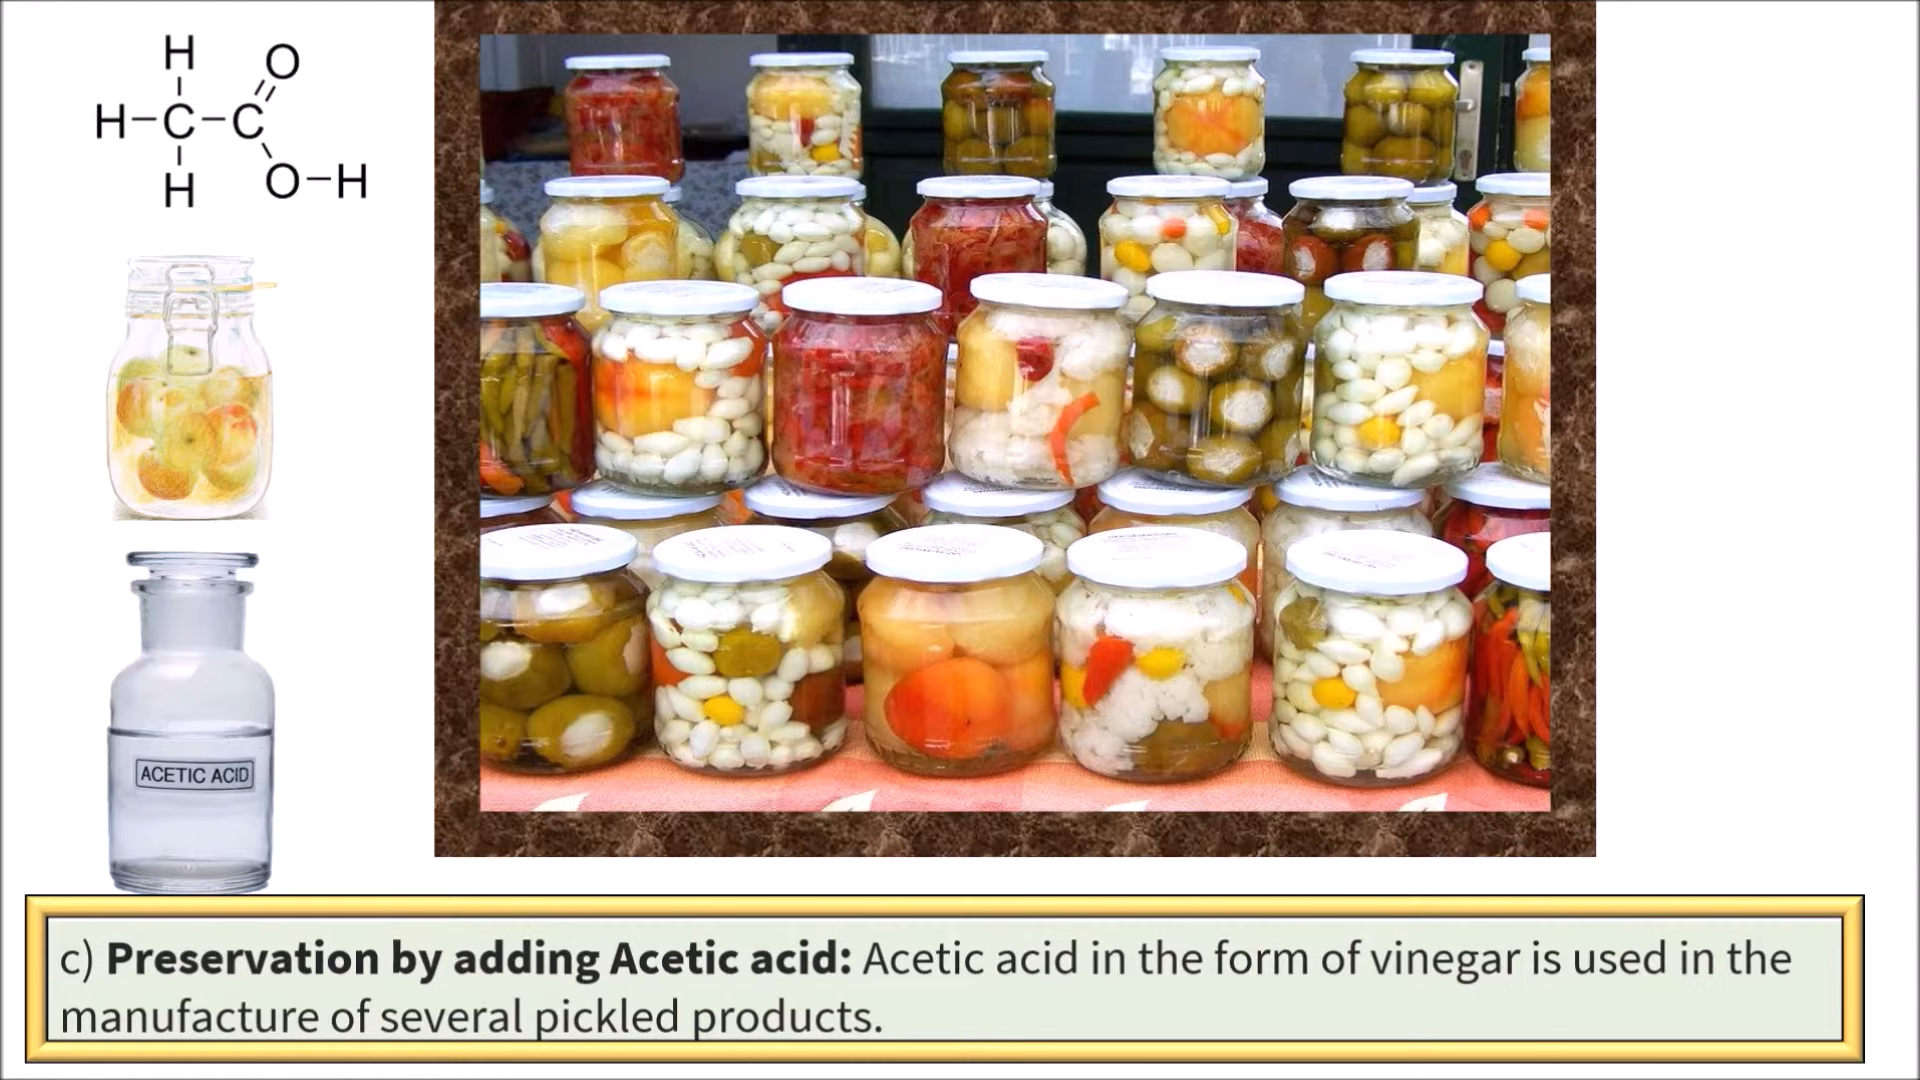 H
O
H-C-C
H
O-H
ACETIC ACID
c) Preservation by adding Acetic acid: Acetic acid in the form of vinegar is used in the
manufacture of several pickled products.